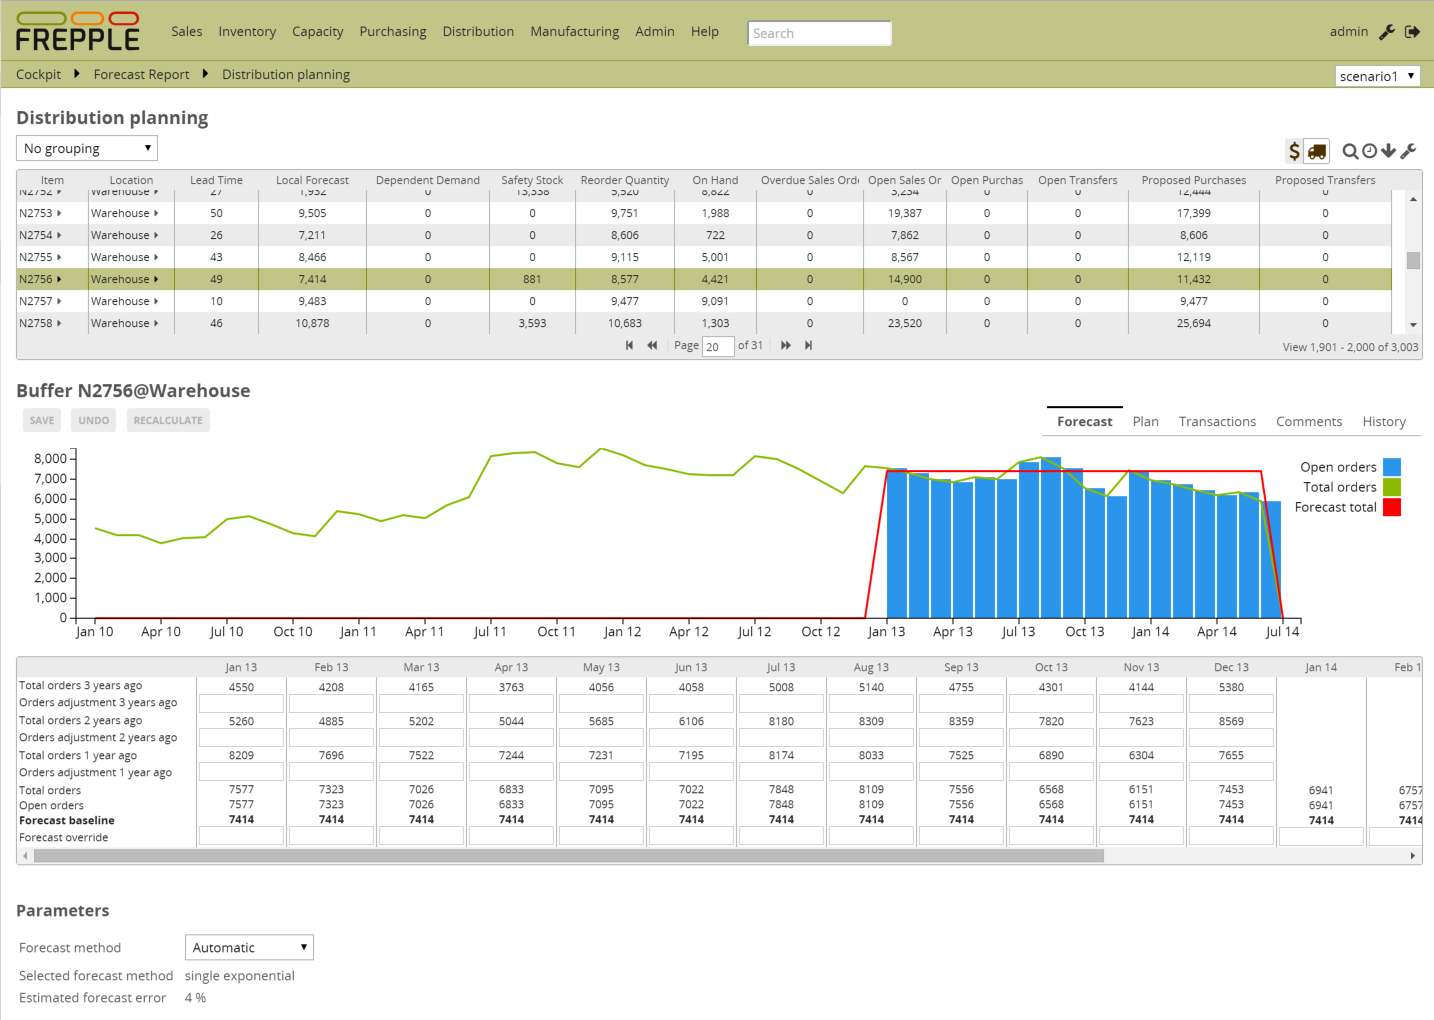 FREPPLE Sales Inventory Capacity Purchasing Distribution Manufacturing Admin Help Search admin
Cockpit Forecast Report Distribution planning scenario1
Distribution planning
No grouping $
Item Location Lead Time Local Forecast Dependent Demand Safety Stock Reorder Quantity On Hand Overdue Sales Orde Open Sales Or Open Purchas Open Transfers Proposed Purchases Proposed Transfers
N2752 Warehouse 27 1,952 0 13,338 9,520 8,822 0 3,234 0 0 12,444 0
N2753 Warehouse 50 9,505 0 0 9,751 1,988 0 19,387 0 0 17,399 0
N2754 Warehouse 26 7,211 0 0 8,606 722 0 7,862 0 0 8,606 0
N2755 Warehouse 43 8,466 0 0 9,115 5,001 0 8,567 0 0 12,119 0
N2756 Warehouse 49 7,414 0 881 8,577 4,421 0 14,900 0 0 11,432 0
N2757 Warehouse 10 9,483 0 0 9,477 9,091 0 0 0 0 9,477 0
N2758 Warehouse 46 10,878 0 3,593 10,683 1,303 0 23,520 0 0 25,694 0
Page 20 of 31 View 1,901 - 2,000 of 3,003
Buffer N2756@Warehouse
SAVE UNDO RECALCULATE Forecast Plan Transactions Comments History
8,000
7,000
6,000
5,000
4,000
3,000
2,000
1,000
0
Open orders
Total orders
Forecast total
Jan 10 Apr 10 Jul 10 Oct 10 Jan 11 Apr 11 Jul 11 Oct 11 Jan 12 Apr 12 Jul 12 Oct 12 Jan 13 Apr 13 Jul 13 Oct 13 Jan 14 Apr 14 Jul 14
Jan 13 Feb 13 Mar 13 Apr 13 May 13 Jun 13 Jul 13 Aug 13 Sep 13 Oct 13 Nov 13 Dec 13 Jan 14 Feb 1
Total orders 3 years ago 4550 4208 4165 3763 4056 4058 5008 5140 4755 4301 4144 5380
Orders adjustment 3 years ago
Total orders 2 years ago 5260 4885 5202 5044 5685 6106 8180 8309 8359 7820 7623 8569
Orders adjustment 2 years ago
Total orders 1 year ago 8209 7696 7522 7244 7231 7195 8174 8033 7525 6890 6304 7655
Orders adjustment 1 year ago
Total orders 7577 7323 7026 6833 7095 7022 7848 8109 7556 6568 6151 7453 6941 6757
Open orders 7577 7323 7026 6833 7095 7022 7848 8109 7556 6568 6151 7453 6941 6757
Forecast baseline 7414 7414 7414 7414 7414 7414 7414 7414 7414 7414 7414 7414 7414 7414
Forecast override
Parameters
Forecast method Automatic
Selected forecast method single exponential
Estimated forecast error 4 %